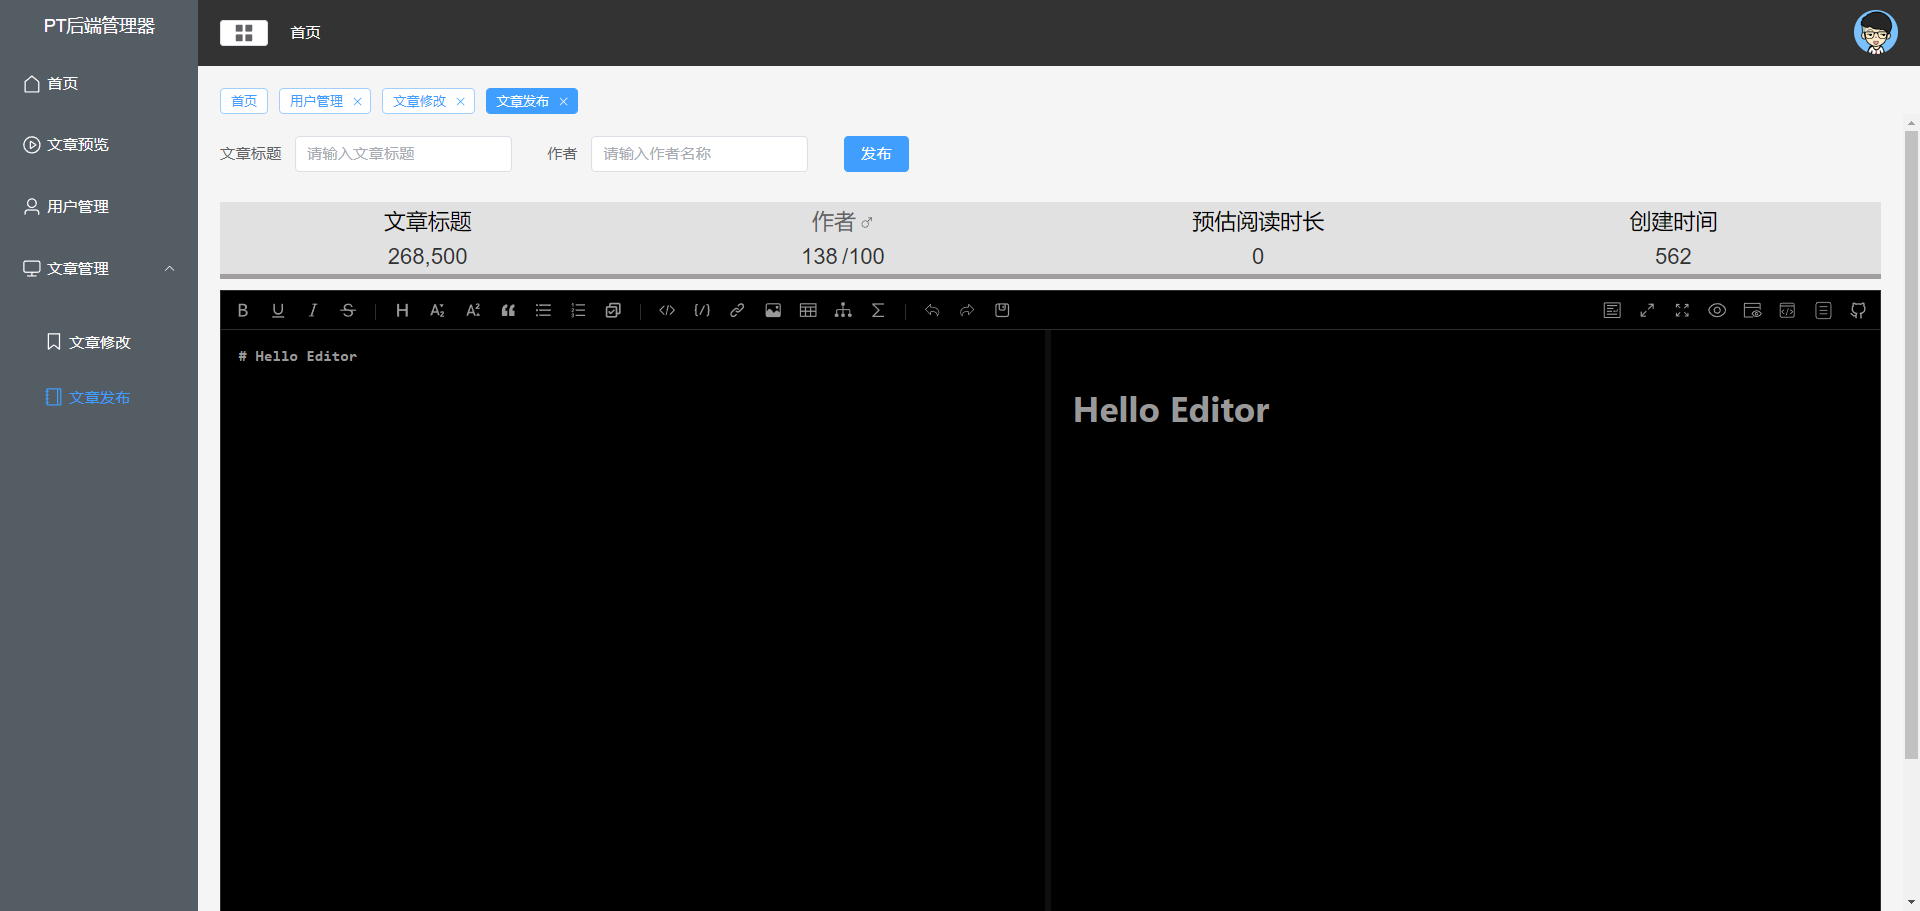 PT后端管理器
首页
文章预览
用户管理
文章管理
文章修改
文章发布
首页
首页 用户管理 文章修改 文章发布
文章标题 请输入文章标题 作者 请输入作者名称 发布
文章标题 作者♂ 预估阅读时长 创建时间
268,500 138 /100 0 562
# Hello Editor
Hello Editor